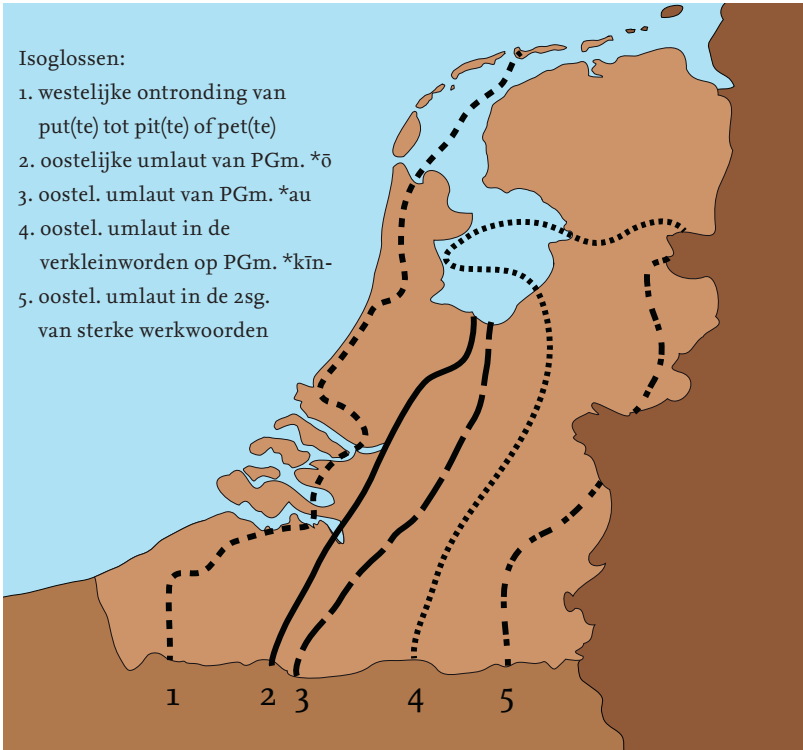 Isoglossen:
1. westelijke ontronding van
put(te) tot pit(te) of pet(te)
2. oostelijke umlaut van PGm. *ō
3. oostel. umlaut van PGm. *au
4. oostel. umlaut in de
verkleinworden op PGm. *kīn-
5. oostel. umlaut in de 2sg.
van sterke werkwoorden
1 2 3 4 5